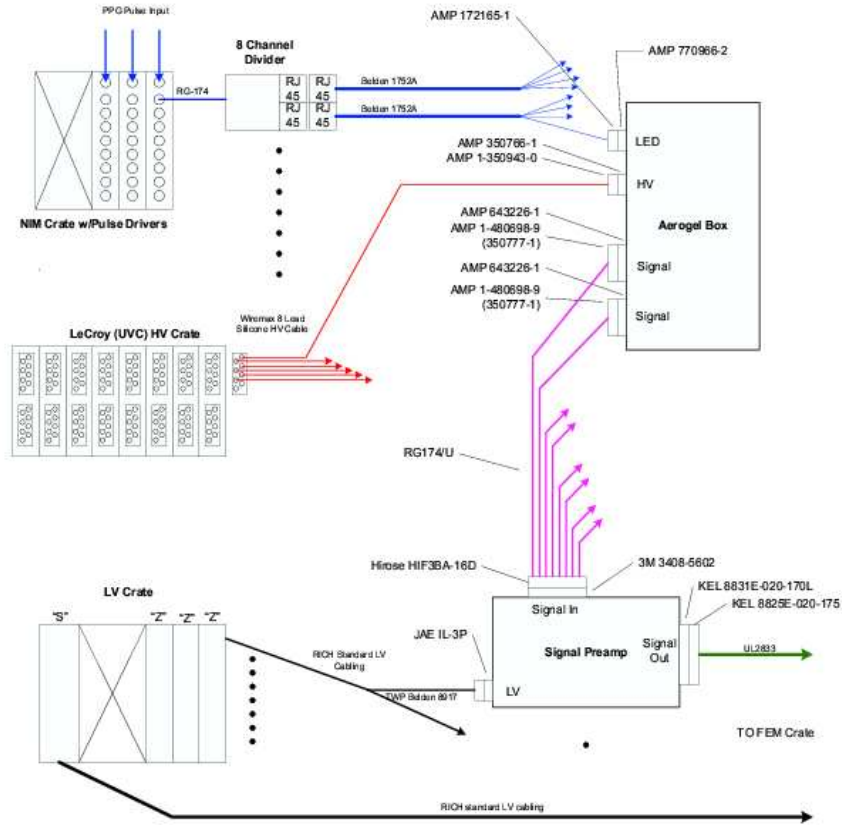 PPG Pulse Input
AMP 172165-1
8 Channel
Divider
AMP 770966-2
RG-174
RJ
45
RJ
45
RJ
45
RJ
45
Belden 1752A
Belden 1752A
LED
AMP 350766-1
AMP 1-350943-0
HV
NIM Crate w/Pulse Drivers
AMP 643226-1
AMP 1-480698-9
(350777-1)
Aerogel Box
AMP 643226-1
Signal
AMP 1-480698-9
(350777-1)
Signal
Wiremax 8 Lead
Silicone HV Cable
LeCroy (UVC) HV Crate
RG174/U
Hirose HIF3BA-16D
3M 3408-5602
LV Crate
KEL 8831E-020-170L
KEL 8825E-020-175
"S"
"Z"
"Z"
"Z"
Signal In
JAE IL-3P
Signal Preamp
Signal
Out
UL2833
RICH Standard LV
Cabling
TWP Belden 8917
LV
TO FEM Crate
RICH standard LV cabling